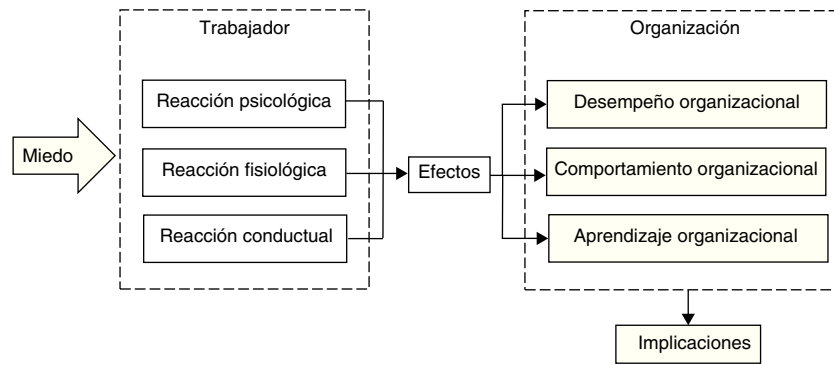 Trabajador
Organización
Reacción psicológica
Desempeño organizacional
Miedo
Reacción fisiológica
Efectos
Comportamiento organizacional
Reacción conductual
Aprendizaje organizacional
Implicaciones